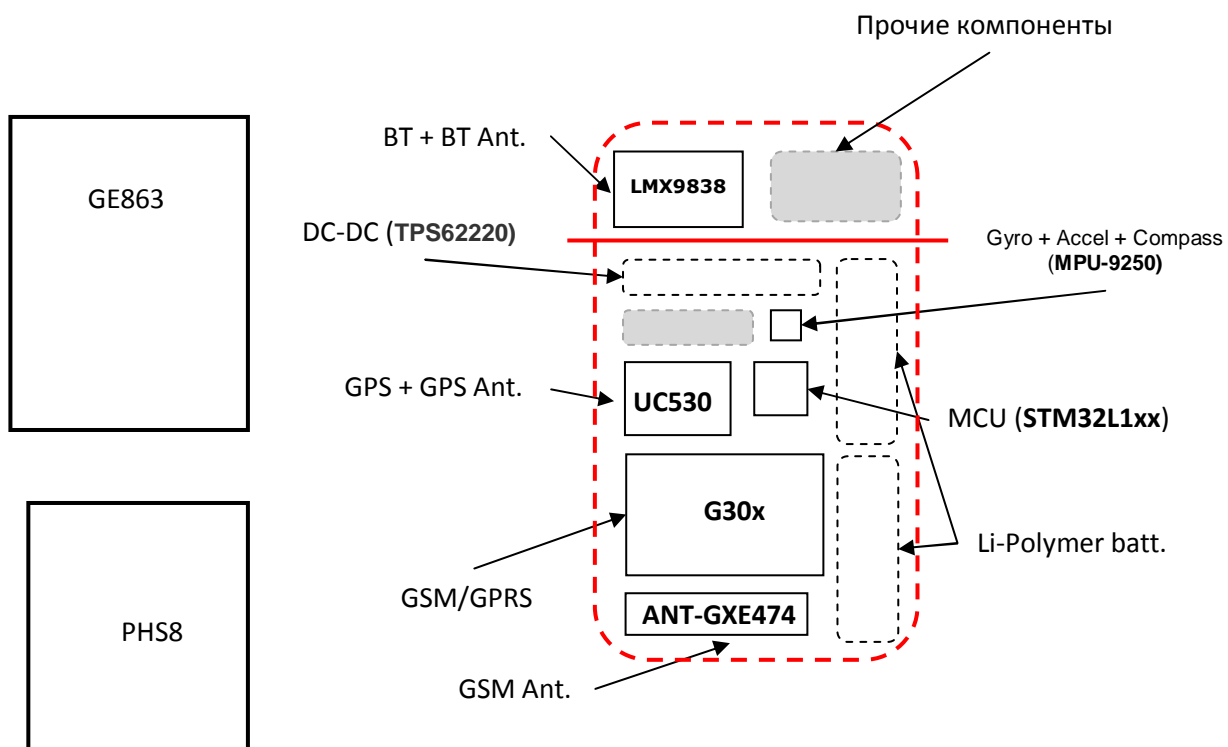 Прочие компоненты
BT + BT Ant.
LMX9838
GE863
DC-DC (TPS62220)
Gyro + Accel + Compass
(MPU-9250)
GPS + GPS Ant.
UC530
MCU (STM32L1xx)
G30x
Li-Polymer batt.
GSM/GPRS
ANT-GXE474
PHS8
GSM Ant.